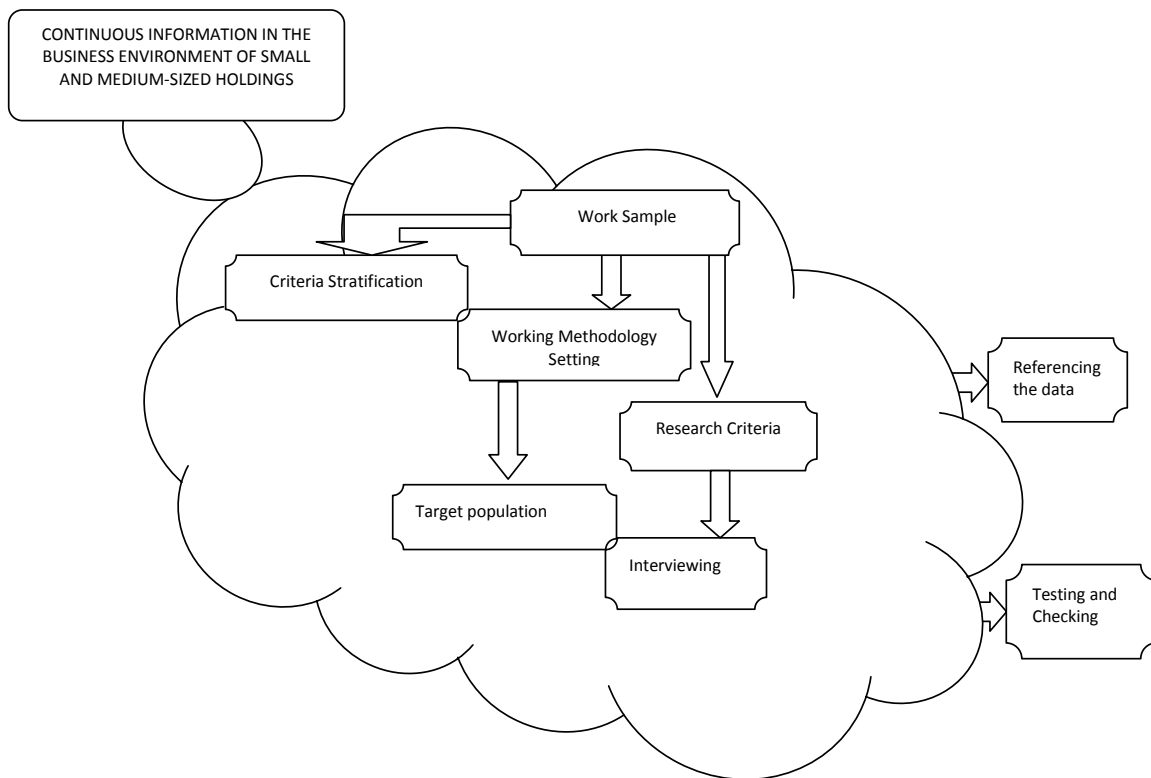 CONTINUOUS INFORMATION IN THE
BUSINESS ENVIRONMENT OF SMALL
AND MEDIUM-SIZED HOLDINGS
Work Sample
Criteria Stratification
Working Methodology
Setting
Referencing
the data
Research Criteria
Target population
Interviewing
Testing and
Checking